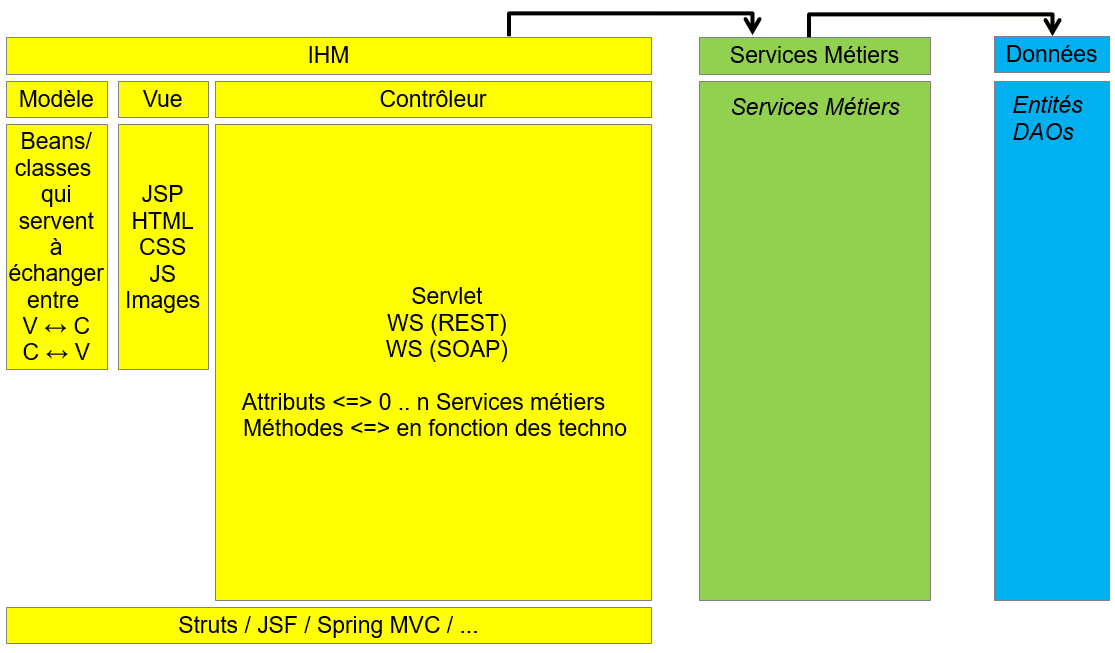 IHM
Services Métiers
Données
Modèle
Vue
Contrôleur
Services Métiers
Entités
DAOs
Beans/
classes
qui
servent
à
échanger
entre
V ↔ C
C ↔ V
JSP
HTML
CSS
JS
Images
Servlet
WS (REST)
WS (SOAP)
Attributs <=> 0 .. n Services métiers
Méthodes <=> en fonction des techno
Struts / JSF / Spring MVC / ...